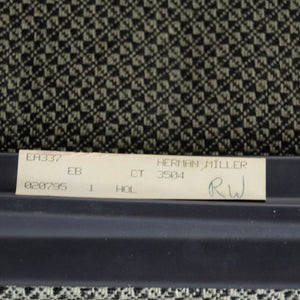 EA337 HERMAN MILLER
EB CT 3504
020795 1 HOL RW